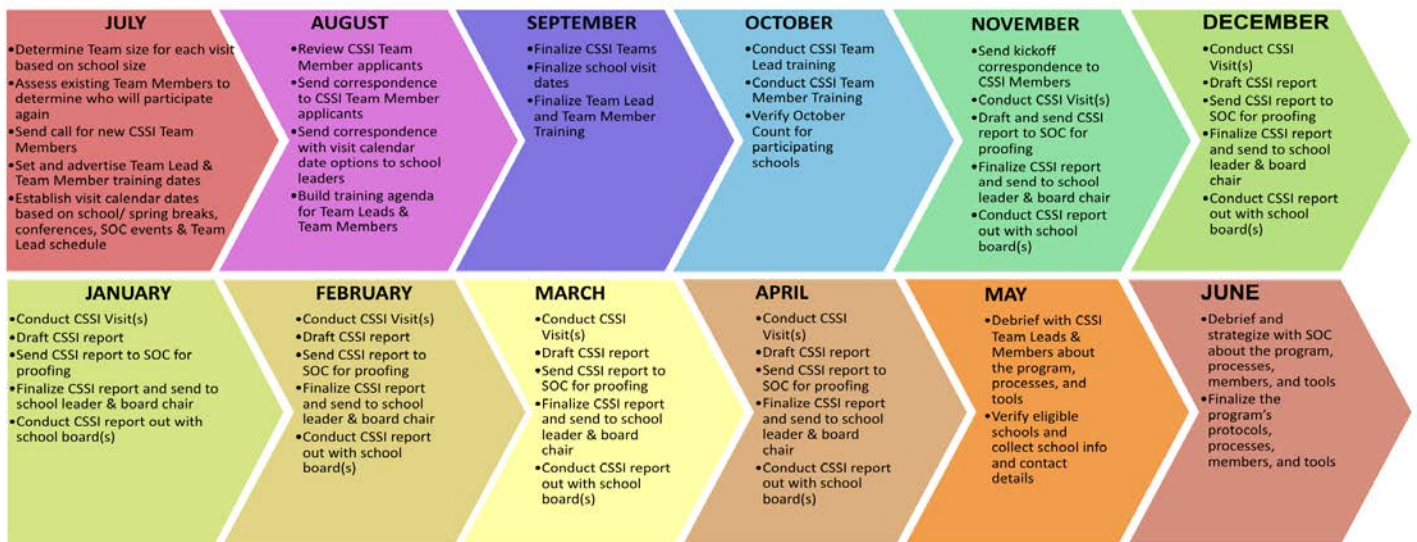 JULY
•Determine Team size for each visit
based on school size
•Assess existing Team Members to
determine who will participate
again
•Send call for new CSSI Team
Members
•Set and advertise Team Lead &
Team Member training dates
•Establish visit calendar dates
based on school/ spring breaks,
conferences, SOC events & Team
Lead schedule
AUGUST
•Review CSSI Team
Member applicants
•Send correspondence
to CSSI Team Member
applicants
•Send correspondence
with visit calendar
date options to school
leaders
•Build training agenda
for Team Leads &
Team Members
SEPTEMBER
•Finalize CSSI Teams
•Finalize school visit
dates
•Finalize Team Lead
and Team Member
Training
OCTOBER
•Conduct CSSI Team
Lead training
•Conduct CSSI Team
Member Training
•Verify October
Count for
participating
schools
NOVEMBER
•Send kickoff
correspondence to
CSSI Members
•Conduct CSSI Visit(s)
•Draft and send CSSI
report to SOC for
proofing
•Finalize CSSI report
and send to school
leader & board chair
•Conduct CSSI report
out with school
board(s)
DECEMBER
•Conduct CSSI
Visit(s)
•Draft CSSI report
•Send CSSI report to
SOC for proofing
•Finalize CSSI report
and send to school
leader & board
chair
•Conduct CSSI report
out with school
board(s)
JANUARY
•Conduct CSSI Visit(s)
•Draft CSSI report
•Send CSSI report to SOC for
proofing
•Finalize CSSI report and send to
school leader & board chair
•Conduct CSSI report out with
school board(s)
FEBRUARY
•Conduct CSSI Visit(s)
•Draft CSSI report
•Send CSSI report to
SOC for proofing
•Finalize CSSI report
and send to school
leader & board chair
•Conduct CSSI report
out with school
board(s)
MARCH
•Conduct CSSI
Visit(s)
•Draft CSSI report
•Send CSSI report to
SOC for proofing
•Finalize CSSI report
and send to school
leader & board
chair
•Conduct CSSI report
out with school
board(s)
APRIL
•Conduct CSSI
Visit(s)
•Draft CSSI report
•Send CSSI report to
SOC for proofing
•Finalize CSSI report
and send to school
leader & board
chair
•Conduct CSSI report
out with school
board(s)
MAY
•Debrief with CSSI
Team Leads &
Members about
the program,
processes, and
tools
•Verify eligible
schools and
collect school info
and contact
details
JUNE
•Debrief and
strategize with SOC
about the program,
processes,
members, and tools
•Finalize the
program's
protocols,
processes,
members, and tools